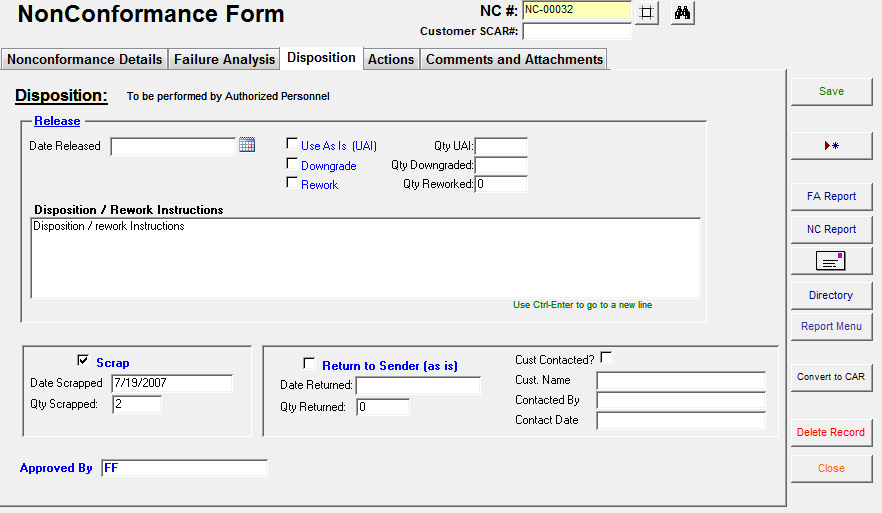 NonConformance Form
NC #: NC-00032
Customer SCAR#:
Nonconformance Details Failure Analysis Disposition Actions Comments and Attachments
Disposition: To be performed by Authorized Personnel
Save
Release
Date Released Use As Is (UAI) Qty UAI:
Downgrade Qty Downgraded:
Rework Qty Reworked: 0
FA Report
Disposition / Rework Instructions
Disposition / rework Instructions
NC Report
Directory
Use Ctrl-Enter to go to a new line
Report Menu
Scrap
Return to Sender (as is) Cust Contacted?
Date Scrapped 7/19/2007 Date Returned: Cust. Name
Convert to CAR
Qty Scrapped: 2 Qty Returned: 0 Contacted By
Contact Date
Delete Record
Approved By FF
Close